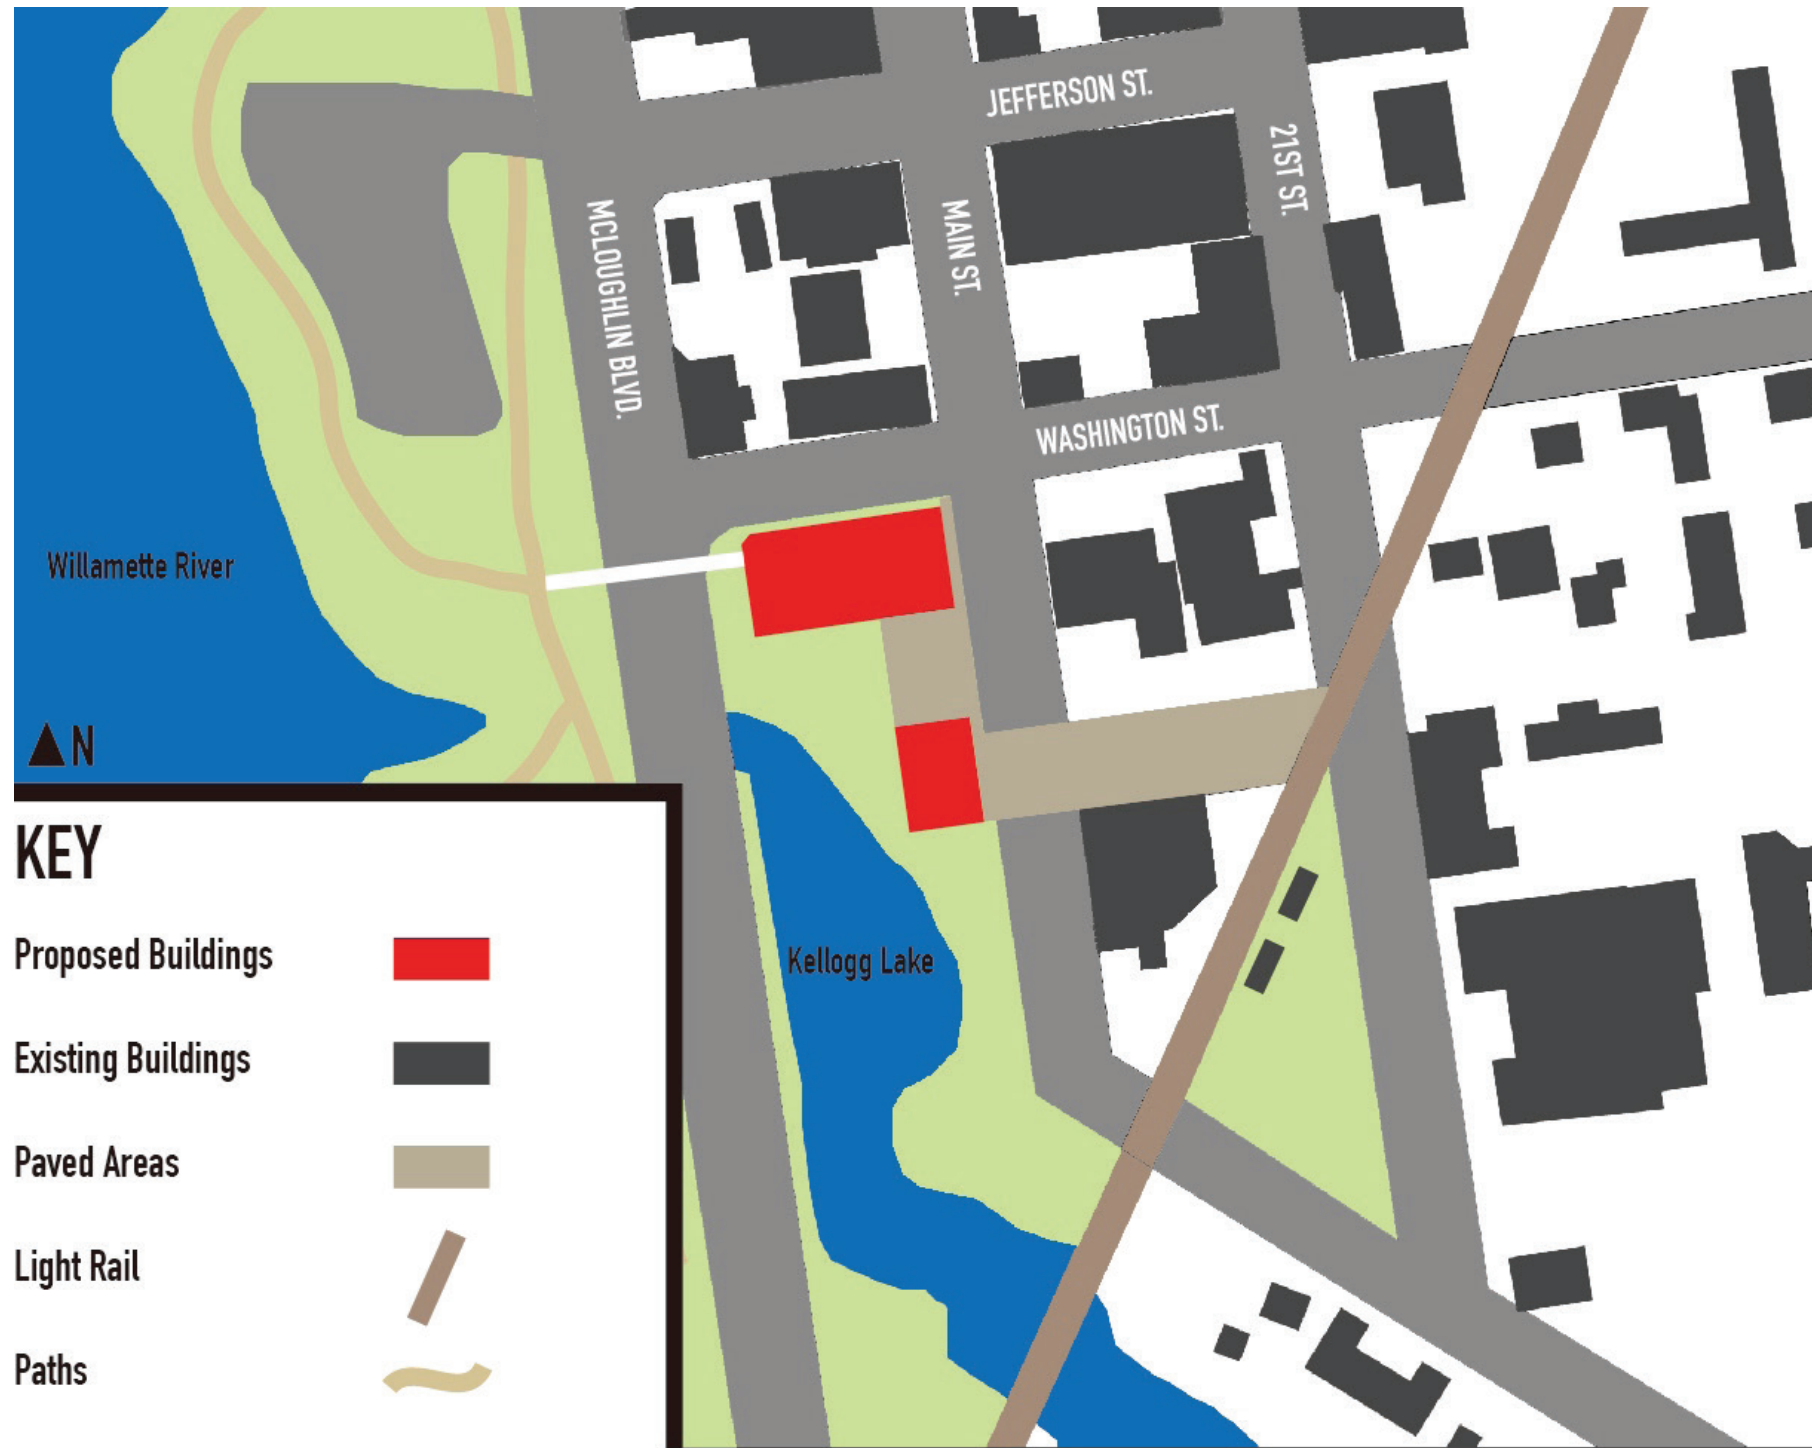 JEFFERSON ST.
21ST ST.
MCLOUGHLIN BLVD.
MAIN ST.
WASHINGTON ST.
Willamette River
N
Kellogg Lake
KEY
Proposed Buildings
Existing Buildings
Paved Areas
Light Rail
Paths